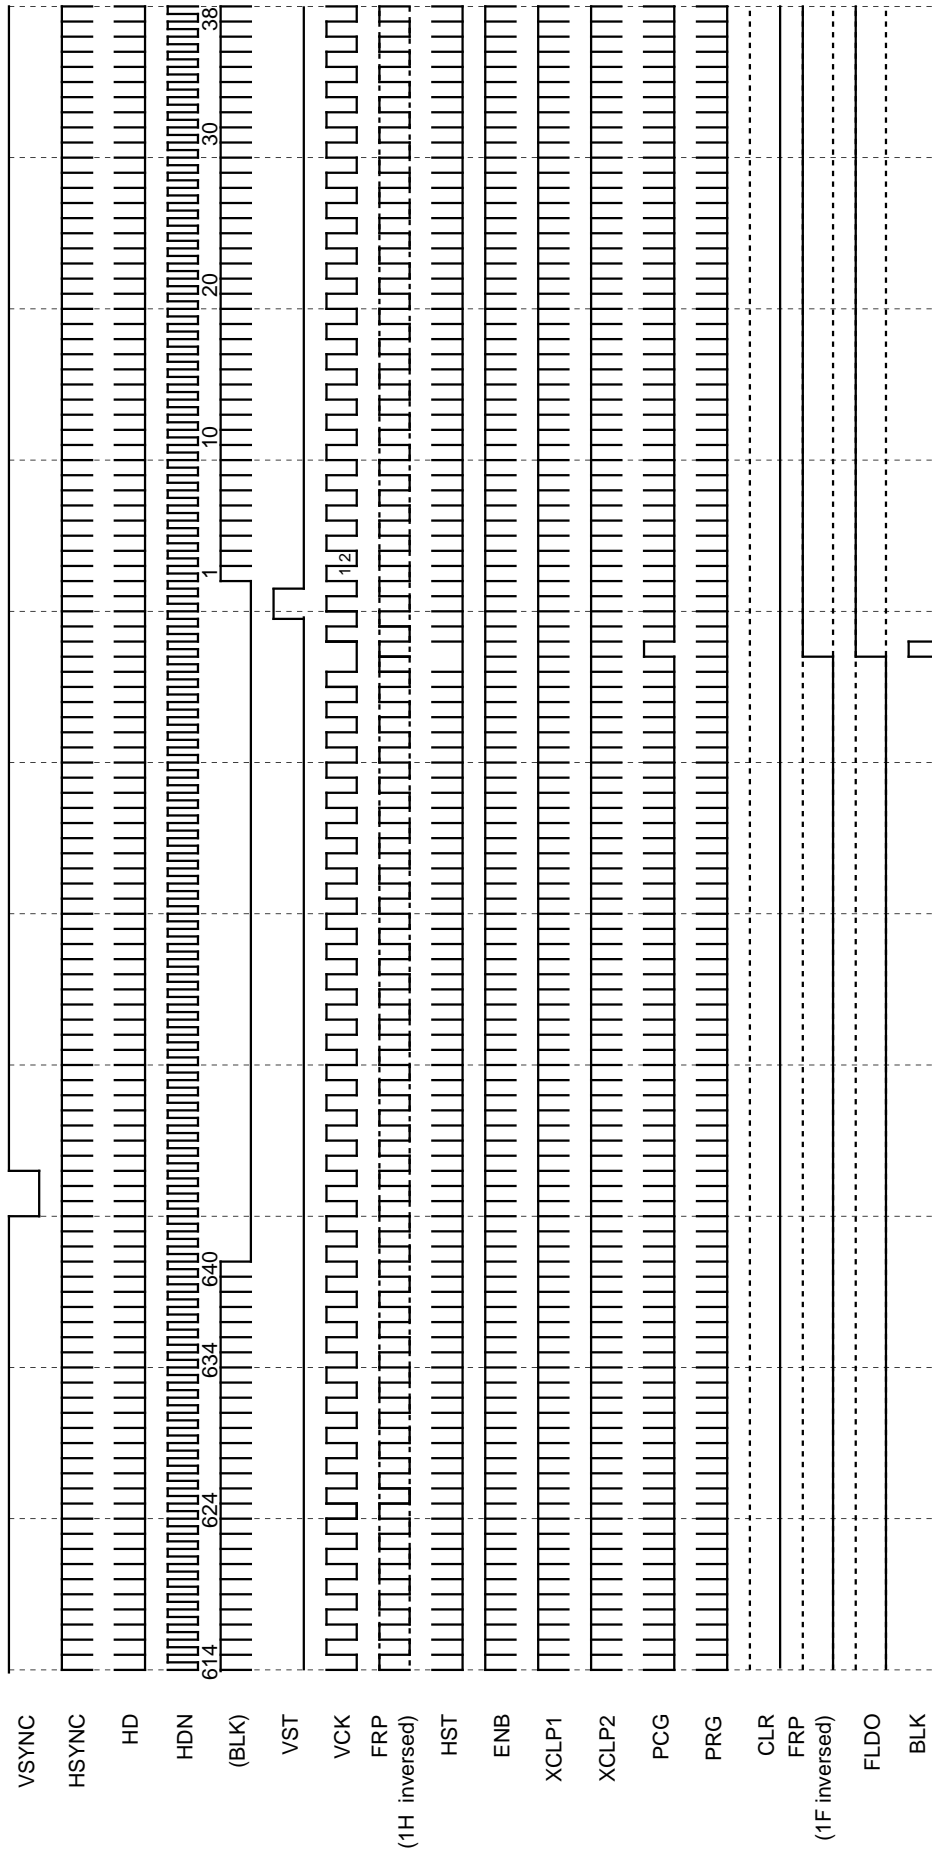 VSYNC
HSYNC
HD
HDN
614 624 634 640 1 10 20 30 38
(BLK)
VST
VCK
1 2
FRP
(1H inversed)
HST
ENB
XCLP1
XCLP2
PCG
PRG
CLR
FRP
(1F inversed)
FLDO
BLK